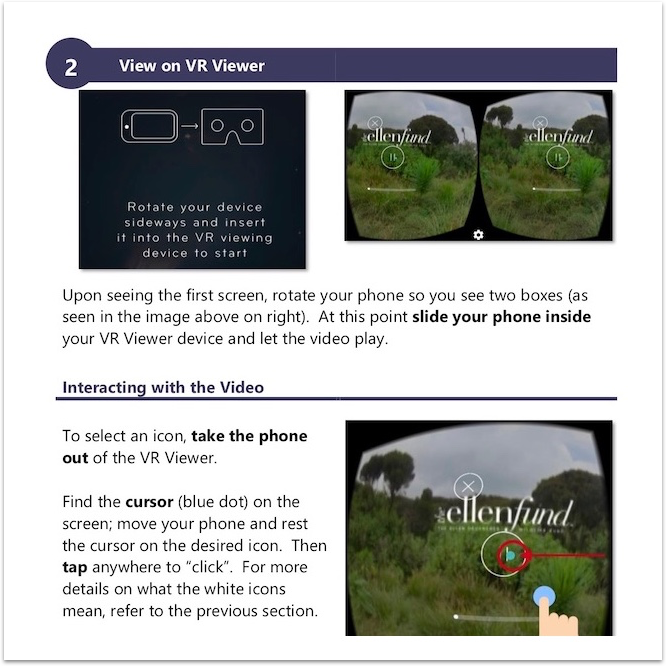 2 View on VR Viewer
Rotate your device
sideways and insert
it into the VR viewing
device to start
the ellenfund
the ellenfund
Upon seeing the first screen, rotate your phone so you see two boxes (as
seen in the image above on right).  At this point slide your phone inside
your VR Viewer device and let the video play.
Interacting with the Video
To select an icon, take the phone
out of the VR Viewer.
Find the cursor (blue dot) on the
screen; move your phone and rest
the cursor on the desired icon.  Then
tap anywhere to “click”.  For more
details on what the white icons
mean, refer to the previous section.
the ellenfund